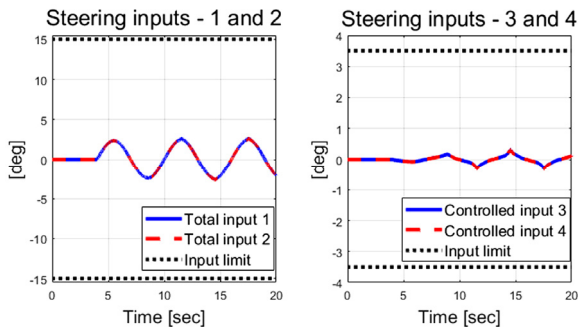 Steering inputs - 1 and 2
15
10
5
0
-5
-10
-15
[deg]
Total input 1
Total input 2
Input limit
0
5
10
15
20
Time [sec]
Steering inputs - 3 and 4
4
3
2
1
0
-1
-2
-3
-4
[deg]
Controlled input 3
Controlled input 4
Input limit
0
5
10
15
20
Time [sec]